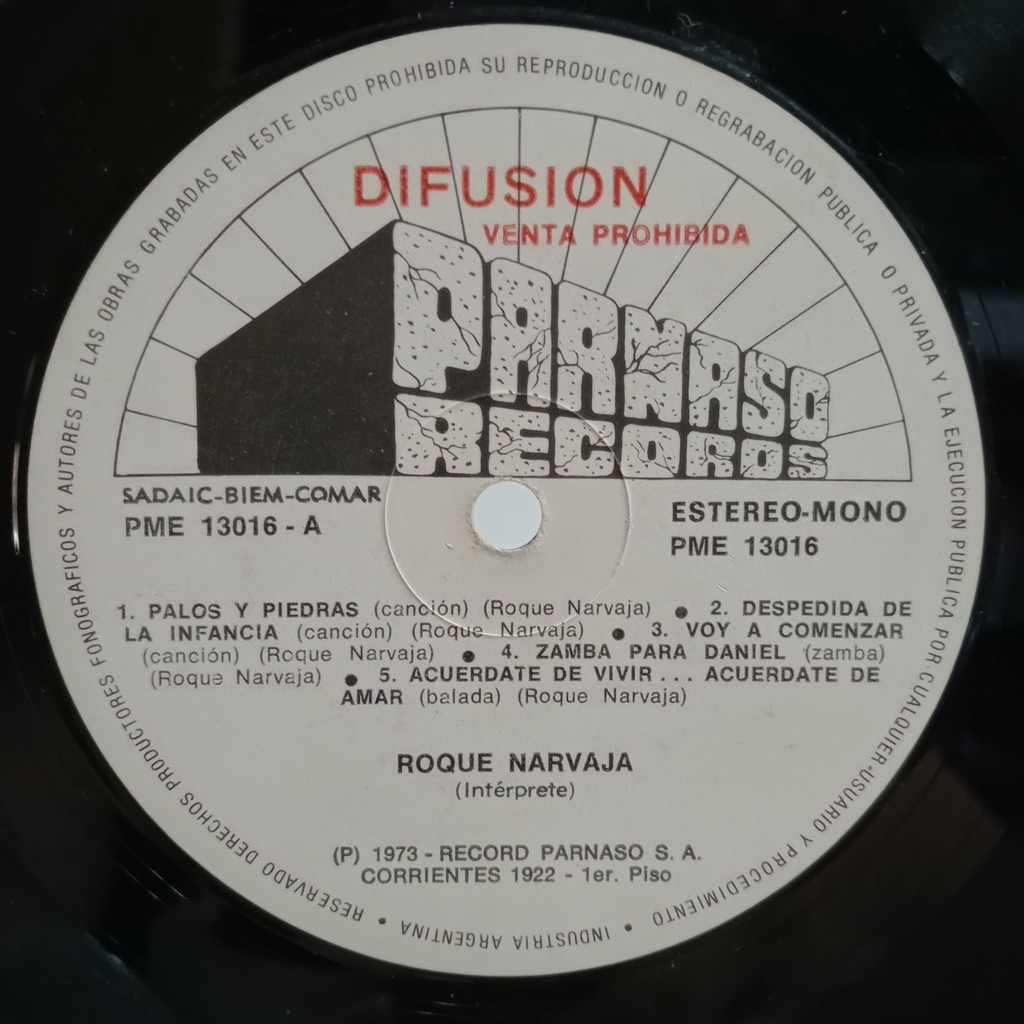 RESERVADO DERECHOS PRODUCTORES FONOGRAFICOS Y AUTORES DE LAS OBRAS GRABADAS EN ESTE DISCO PROHIBIDA SU REPRODUCCION O REGRABACION PUBLICA O PRIVADA Y LA EJECUCION PUBLICA POR·CUALQUIER·USUARIO Y PROCEDIMIENTO • INDUSTRIA ARGENTINA •
DIFUSION
VENTA PROHIBIDA
PARNASO
RECORDS
SADAIC-BIEM-COMAR
PME 13016 - A
ESTEREO-MONO
PME 13016
1. PALOS Y PIEDRAS (canción) (Roque Narvaja) ● 2. DESPEDIDA DE
LA INFANCIA (canción) (Roque Narvaja) ● 3. VOY A COMENZAR
(canción) (Roque Narvaja) ● 4. ZAMBA PARA DANIEL (zamba)
(Roque Narvaja) ● 5. ACUERDATE DE VIVIR... ACUERDATE DE
AMAR (balada) (Roque Narvaja)
ROQUE NARVAJA
(Intérprete)
(P) 1973 - RECORD PARNASO S. A.
CORRIENTES 1922 - 1er. Piso